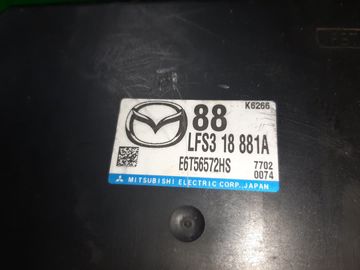 88
K6266
LFS3 18 881A
E6T56572HS
7702
0074
MITSUBISHI ELECTRIC CORP. JAPAN